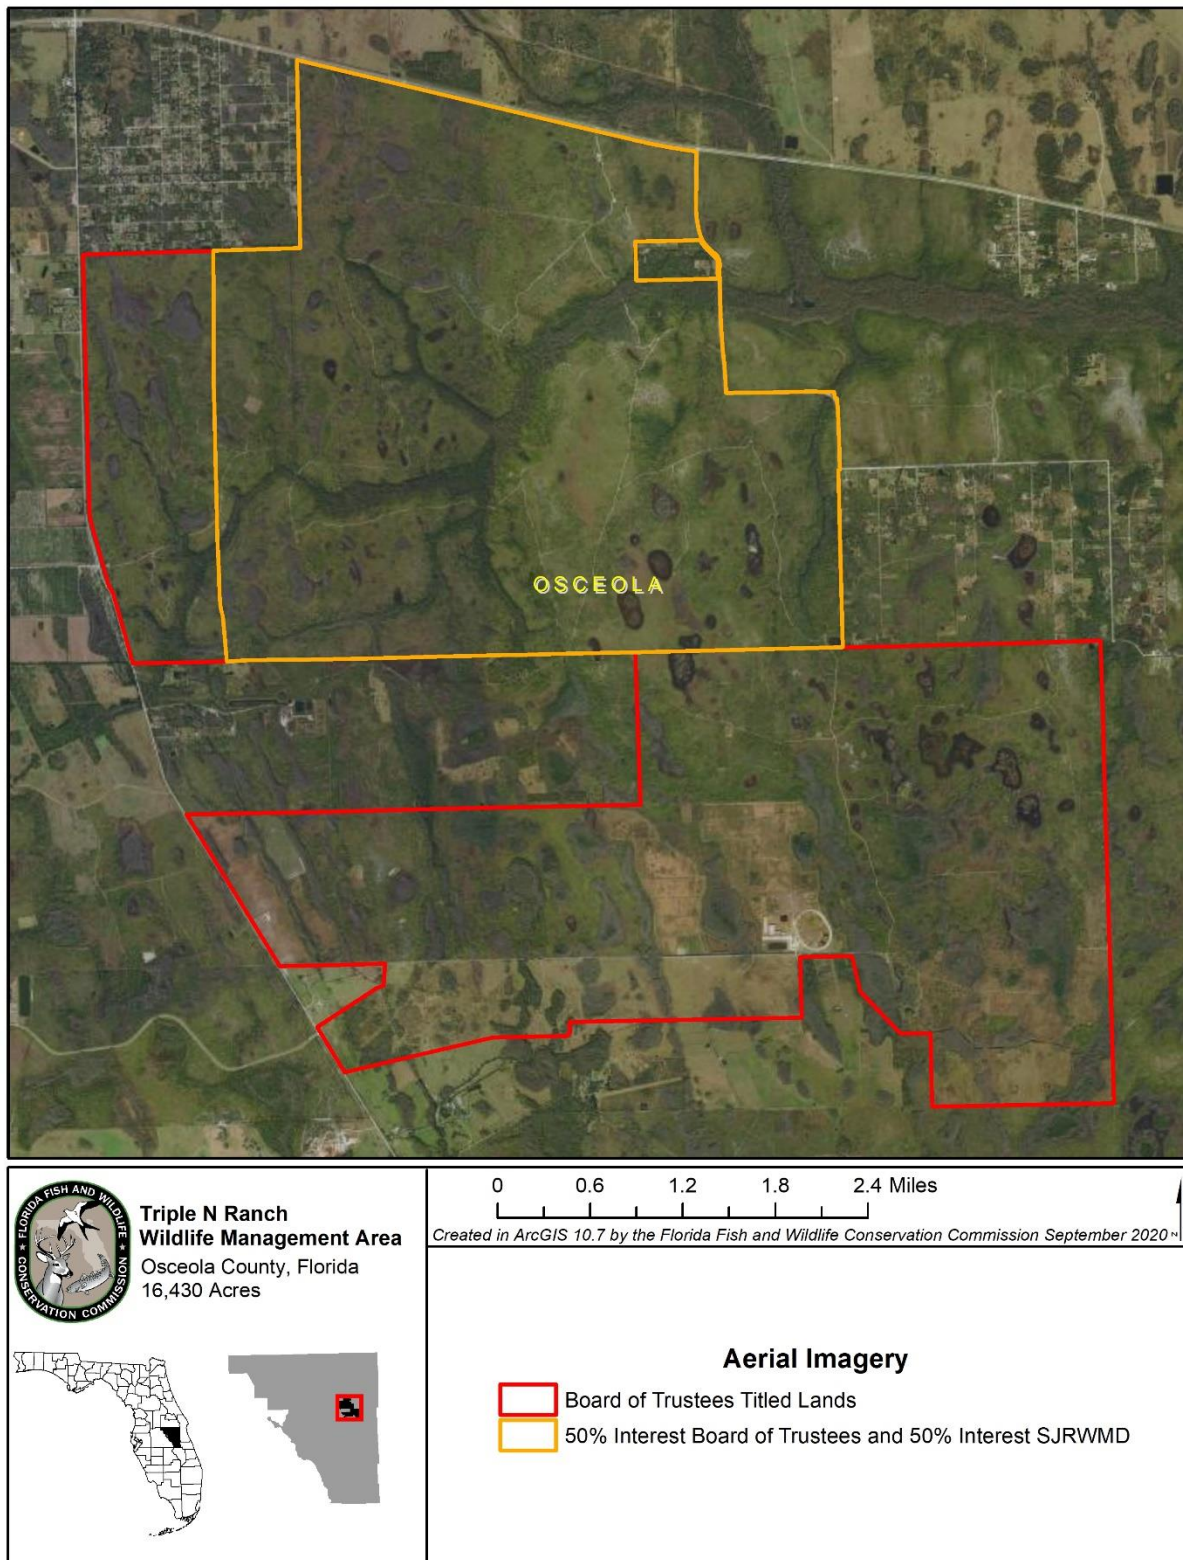 OSCEOLA
FLORIDA FISH AND WILDLIFE
CONSERVATION COMMISSION
Triple N Ranch
Wildlife Management Area
Osceola County, Florida
16,430 Acres
0 0.6 1.2 1.8 2.4 Miles
Created in ArcGIS 10.7 by the Florida Fish and Wildlife Conservation Commission September 2020
N
Aerial Imagery
Board of Trustees Titled Lands
50% Interest Board of Trustees and 50% Interest SJRWMD